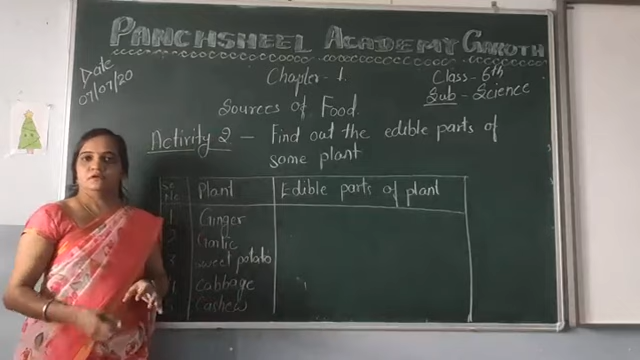 PANCHSHEEL ACADEMY GAROTH
Date
07/07/20
Chapter - 1
Class - 6th
Sub - Science
Sources of Food.
Activity 2 - Find out the edible parts of
some plant
Sr. No Plant Edible parts of plant
1 Ginger
2 Garlic
3 sweet potato
4 Cabbage
Cashew